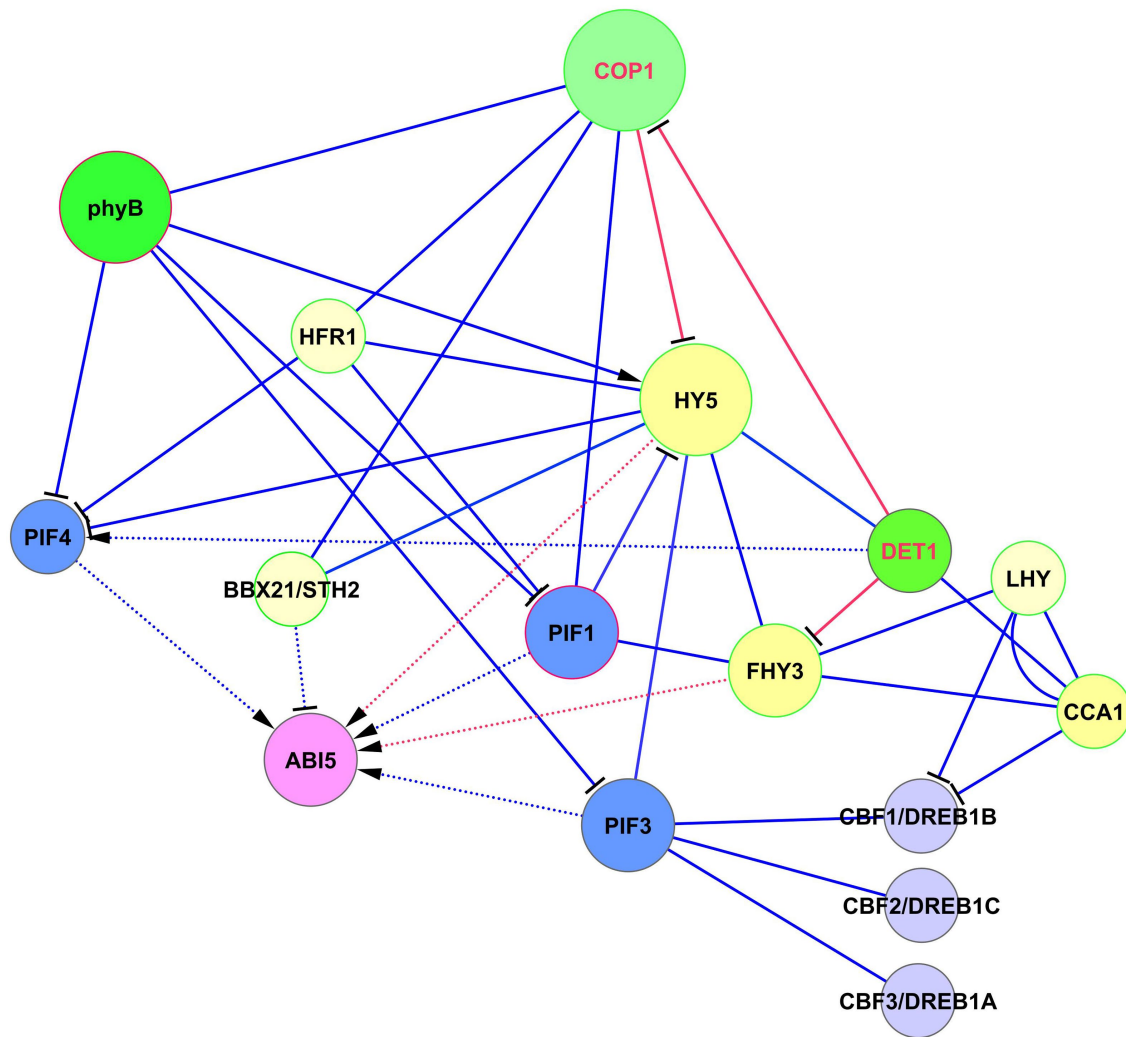 COP1
phyB
HFR1
HY5
PIF4
DET1
BBX21/STH2
LHY
PIF1
FHY3
CCA1
ABI5
CBF1/DREB1B
PIF3
CBF2/DREB1C
CBF3/DREB1A